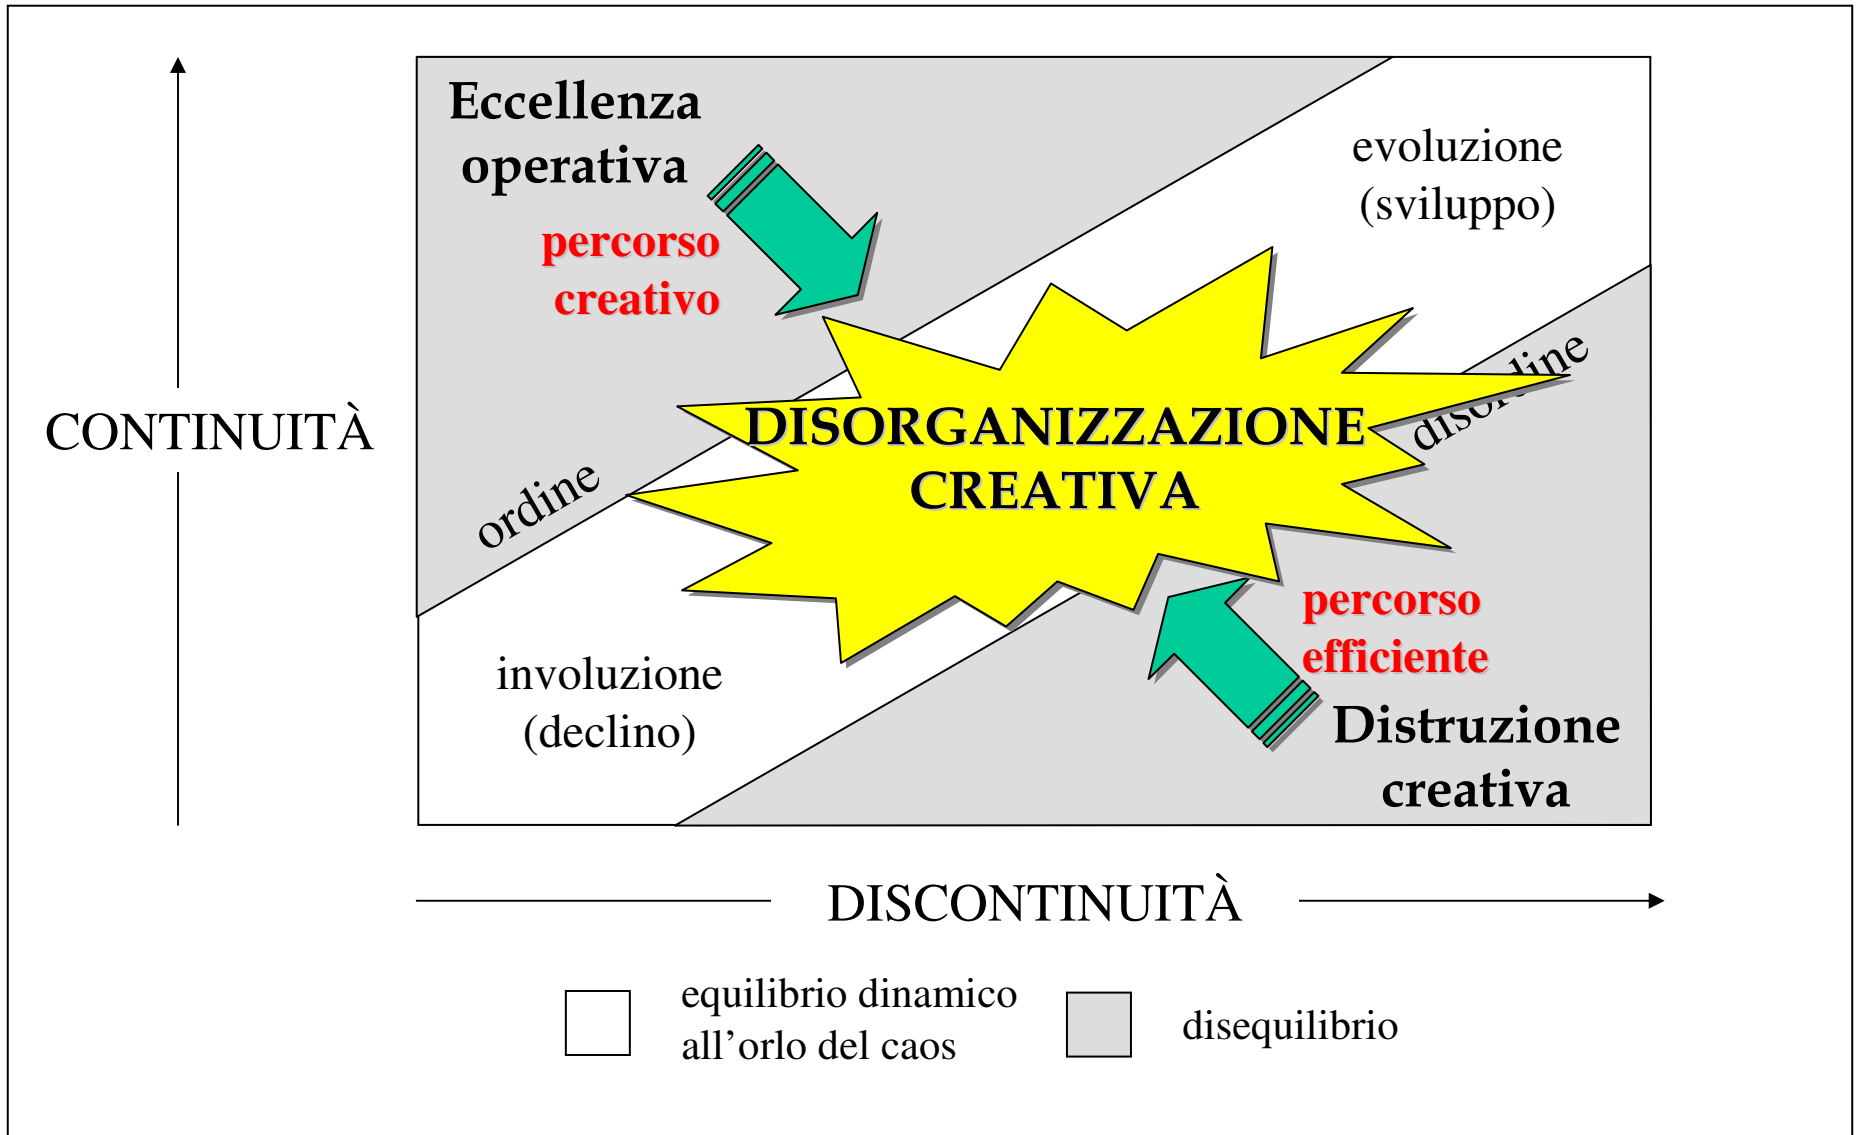 Eccellenza
operativa
percorso
creativo
evoluzione
(sviluppo)
CONTINUITÀ
ordine
DISORGANIZZAZIONE
CREATIVA
disordine
involuzione
(declino)
percorso
efficiente
Distruzione
creativa
DISCONTINUITÀ
equilibrio dinamico
all’orlo del caos
disequilibrio